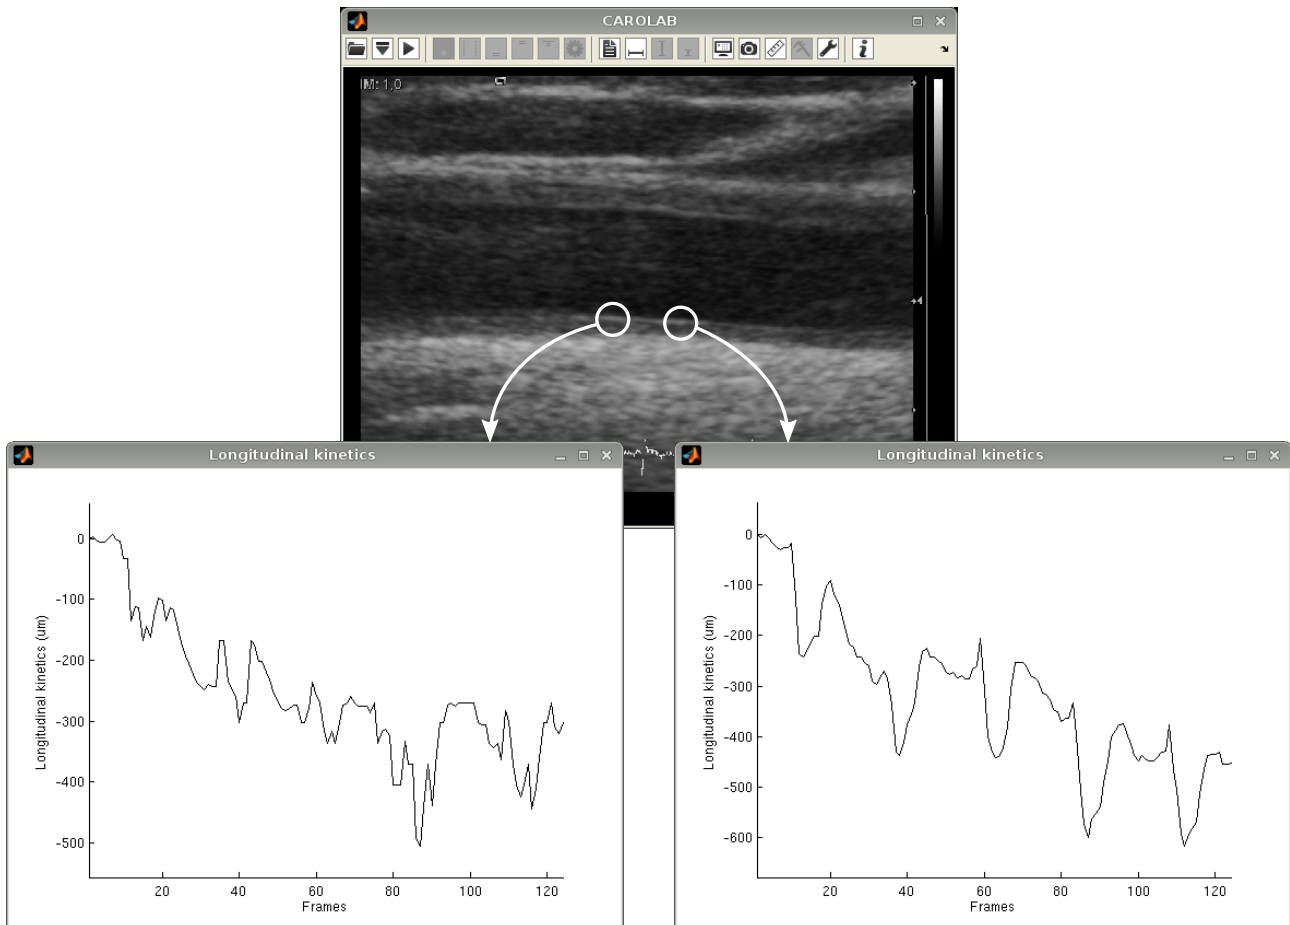 CAROLAB
IM: 1,0
Longitudinal kinetics
0
-100
-200
-300
-400
-500
Longitudinal kinetics (um)
20 40 60 80 100 120
Frames
Longitudinal kinetics
0
-100
-200
-300
-400
-500
-600
Longitudinal kinetics (um)
20 40 60 80 100 120
Frames